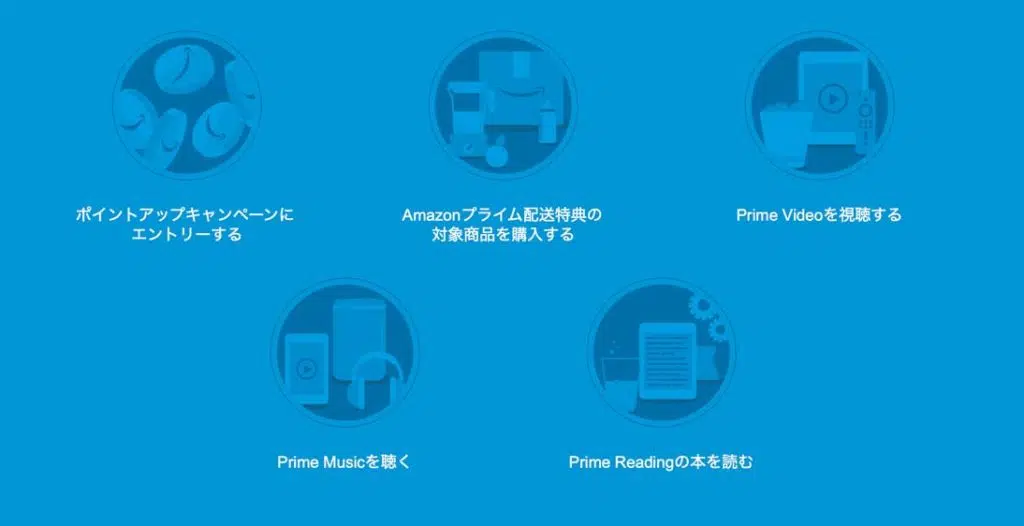 ポイントアップキャンペーンに
エントリーする
Amazonプライム配送特典の
対象商品を購入する
Prime Videoを視聴する
Prime Musicを聴く
Prime Readingの本を読む